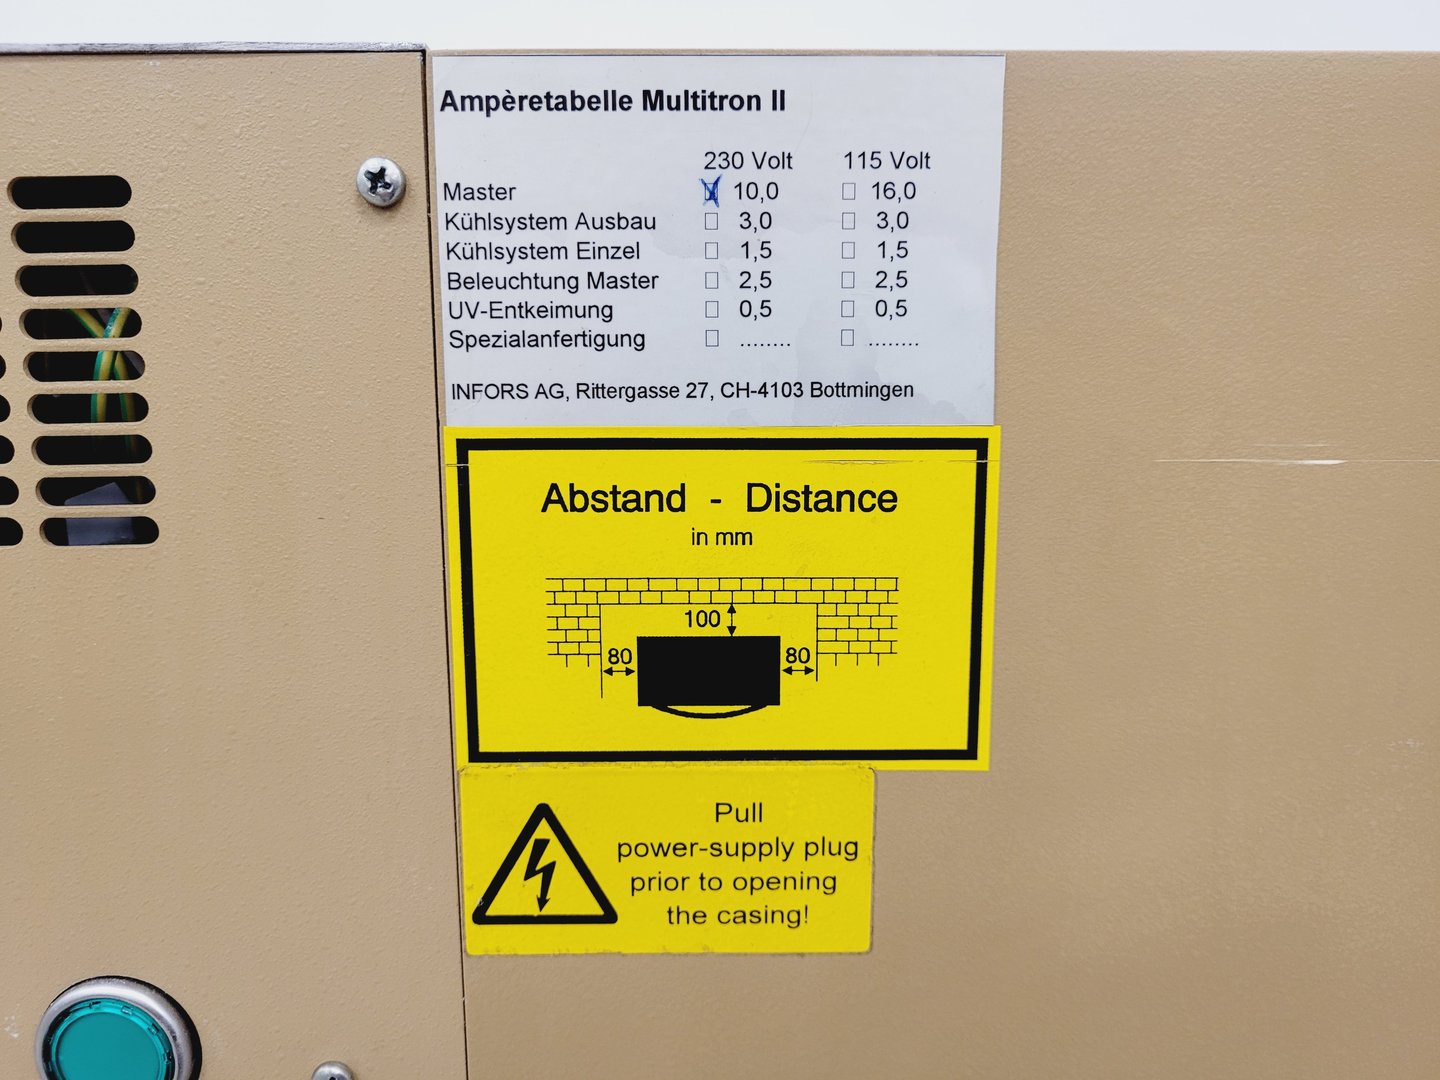 Ampèretabelle Multitron II
230 Volt 115 Volt
Master 10,0 16,0
Kühlsystem Ausbau 3,0 3,0
Kühlsystem Einzel 1,5 1,5
Beleuchtung Master 2,5 2,5
UV-Entkeimung 0,5 0,5
Spezialanfertigung ........ ........
INFORS AG, Rittergasse 27, CH-4103 Bottmingen
Abstand - Distance
in mm
100
80 80
Pull
power-supply plug
prior to opening
the casing!